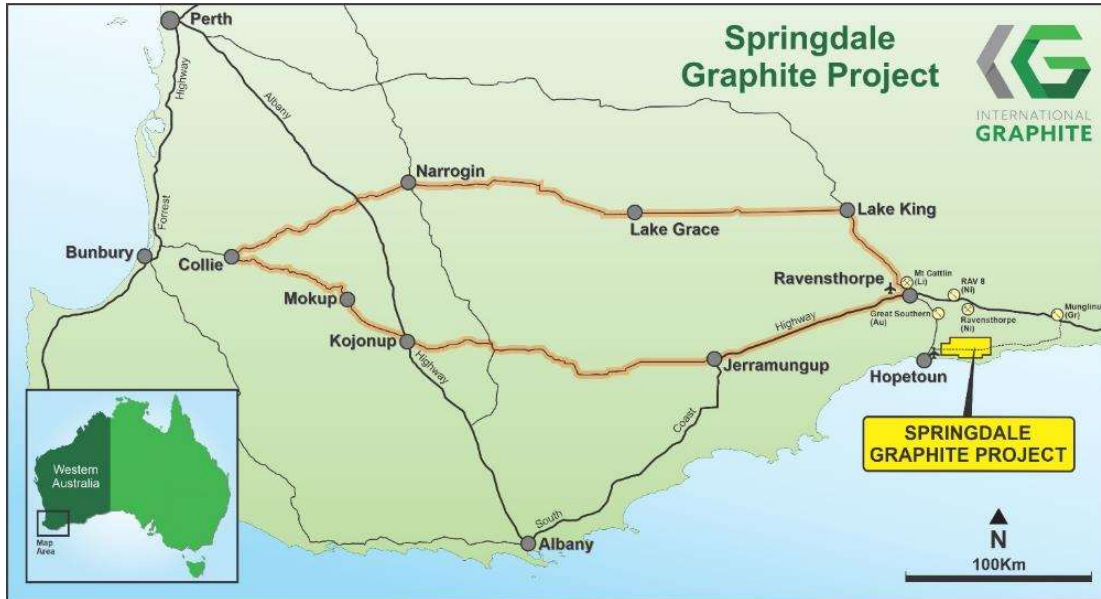 Perth
Springdale
Graphite Project
INTERNATIONAL
GRAPHITE
Highway
Albany
Narrogin
Lake King
Lake Grace
Forrest
Bunbury
Collie
Mokup
Kojonup
Highway
Ravensthorpe
Mt Cattlin
(Li)
RAV 8
(Ni)
Great Southern
(Au)
Ravensthorpe
(Ni)
Munglinup
(Gr)
Highway
Jerramungup
Hopetoun
Coast
South
Albany
SPRINGDALE
GRAPHITE PROJECT
Western
Australia
Map
Area
N
100Km